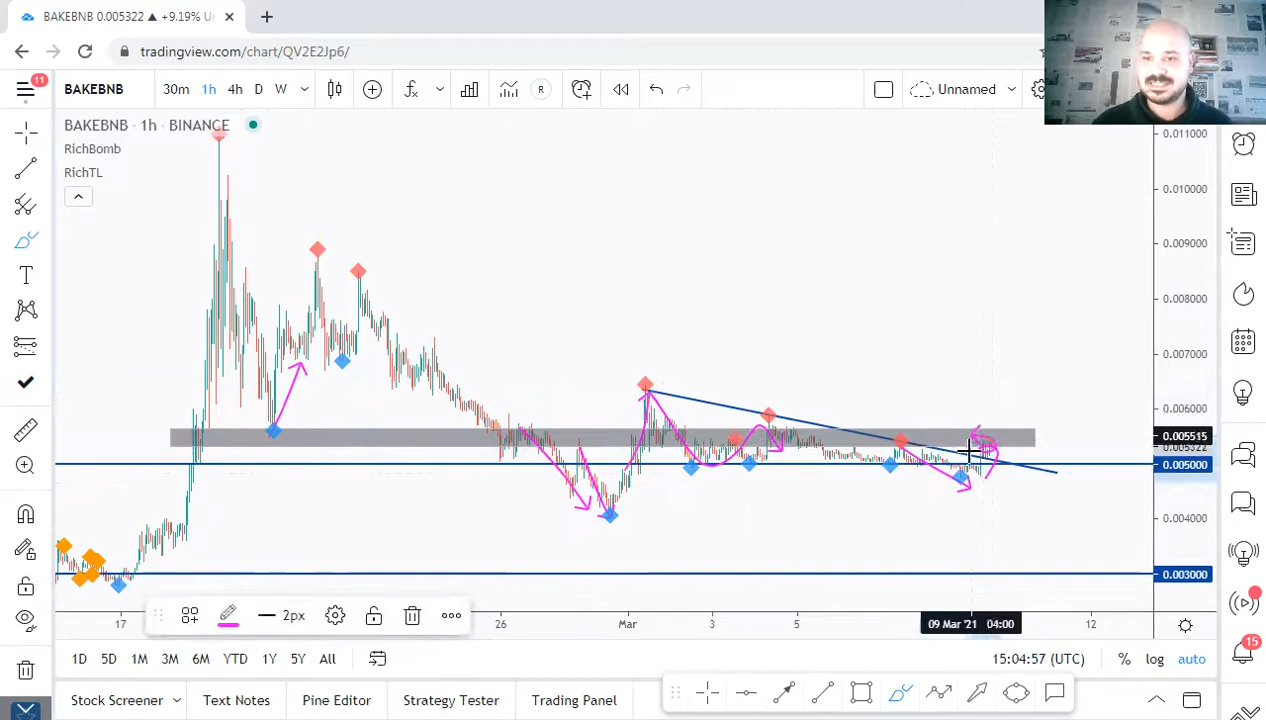 BAKEBNB 0.005322 ▲ +9.19% U
tradingview.com/chart/QV2E2Jp6/
11
BAKEBNB
30m 1h 4h D W
R
Unnamed
BAKEBNB · 1h · BINANCE
RichBomb
RichTL
0.011000
0.010000
0.009000
0.008000
0.007000
0.006000
0.005515
0.005322
0.005000
0.004000
0.003000
T
2px
17 26 Mar 3 5 09 Mar '21 04:00 12
1D 5D 1M 3M 6M YTD 1Y 5Y All
15:04:57 (UTC) % log auto
15
Stock Screener Text Notes Pine Editor Strategy Tester Trading Panel